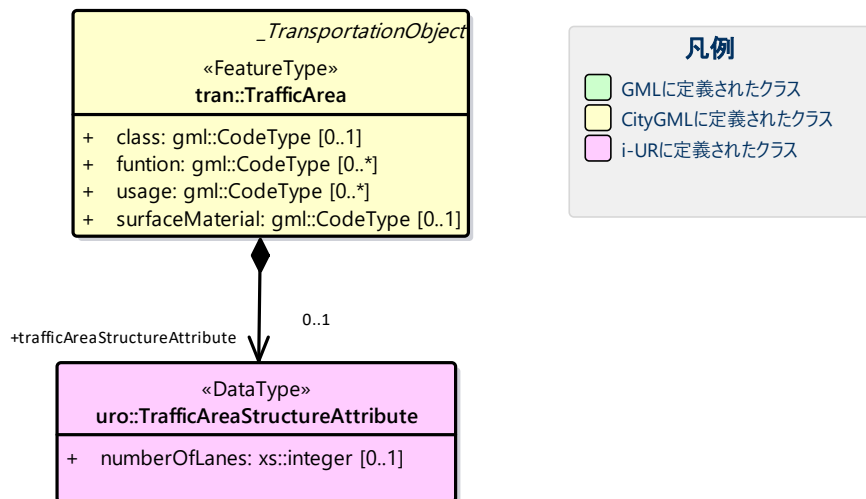 _TransportationObject
«FeatureType»
tran::TrafficArea
+ class: gml::CodeType [0..1]
+ funtion: gml::CodeType [0..*]
+ usage: gml::CodeType [0..*]
+ surfaceMaterial: gml::CodeType [0..1]
凡例
GMLに定義されたクラス
CityGMLに定義されたクラス
i-URに定義されたクラス
0..1
+trafficAreaStructureAttribute
«DataType»
uro::TrafficAreaStructureAttribute
+ numberOfLanes: xs::integer [0..1]